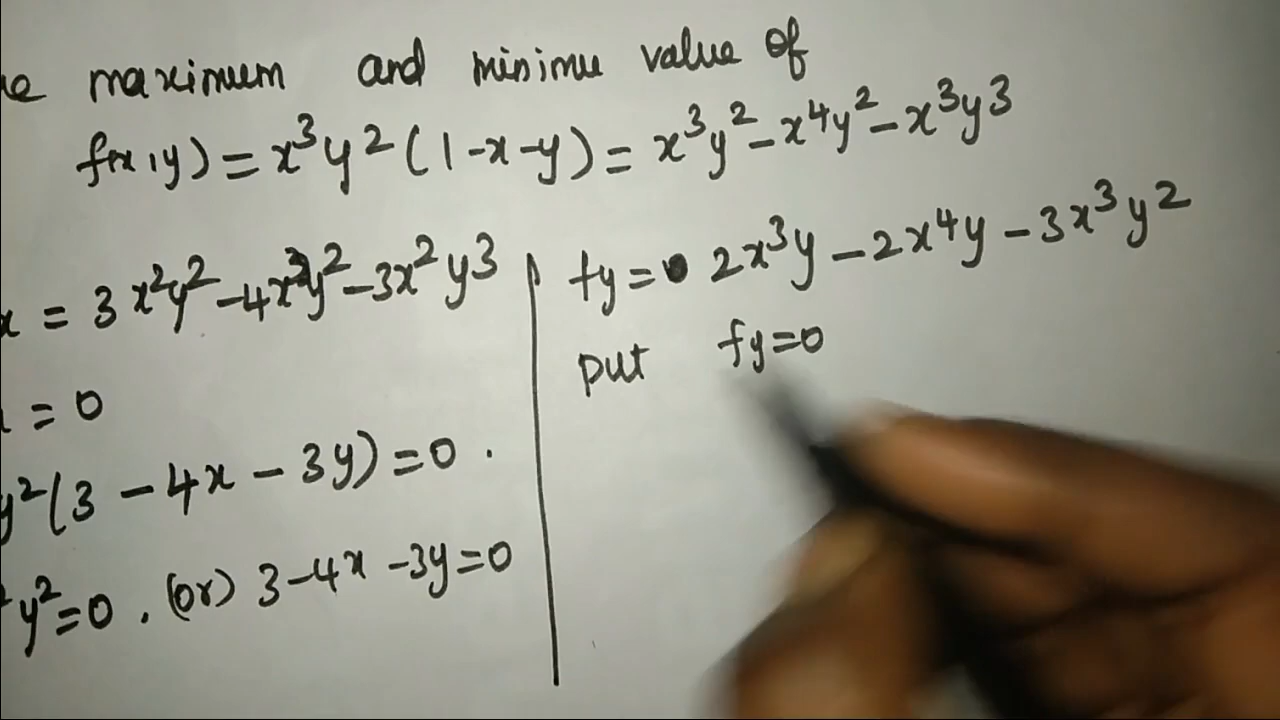 maximum and minimu value of
f(x,y) = x³y²(1-x-y) = x³y² - x⁴y² - x³y³
x = 3x²y² - 4x³y² - 3x²y³
fy = 2x³y - 2x⁴y - 3x³y²
= 0
put fy = 0
y²(3 - 4x - 3y) = 0.
²y² = 0. (or) 3 - 4x - 3y = 0